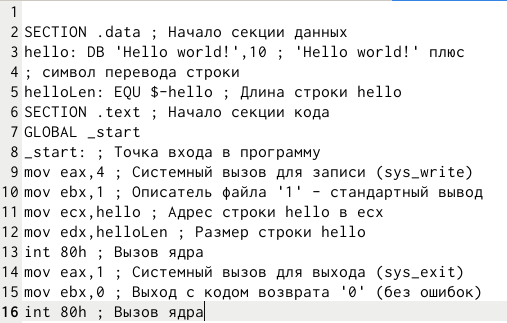 1
2 SECTION .data ; Начало секции данных
3 hello: DB 'Hello world!',10 ; 'Hello world!' плюс
4 ; символ перевода строки
5 helloLen: EQU $-hello ; Длина строки hello
6 SECTION .text ; Начало секции кода
7 GLOBAL _start
8 _start: ; Точка входа в программу
9 mov eax,4 ; Системный вызов для записи (sys_write)
10 mov ebx,1 ; Описатель файла '1' - стандартный вывод
11 mov ecx,hello ; Адрес строки hello в ecx
12 mov edx,helloLen ; Размер строки hello
13 int 80h ; Вызов ядра
14 mov eax,1 ; Системный вызов для выхода (sys_exit)
15 mov ebx,0 ; Выход с кодом возврата '0' (без ошибок)
16 int 80h ; Вызов ядра